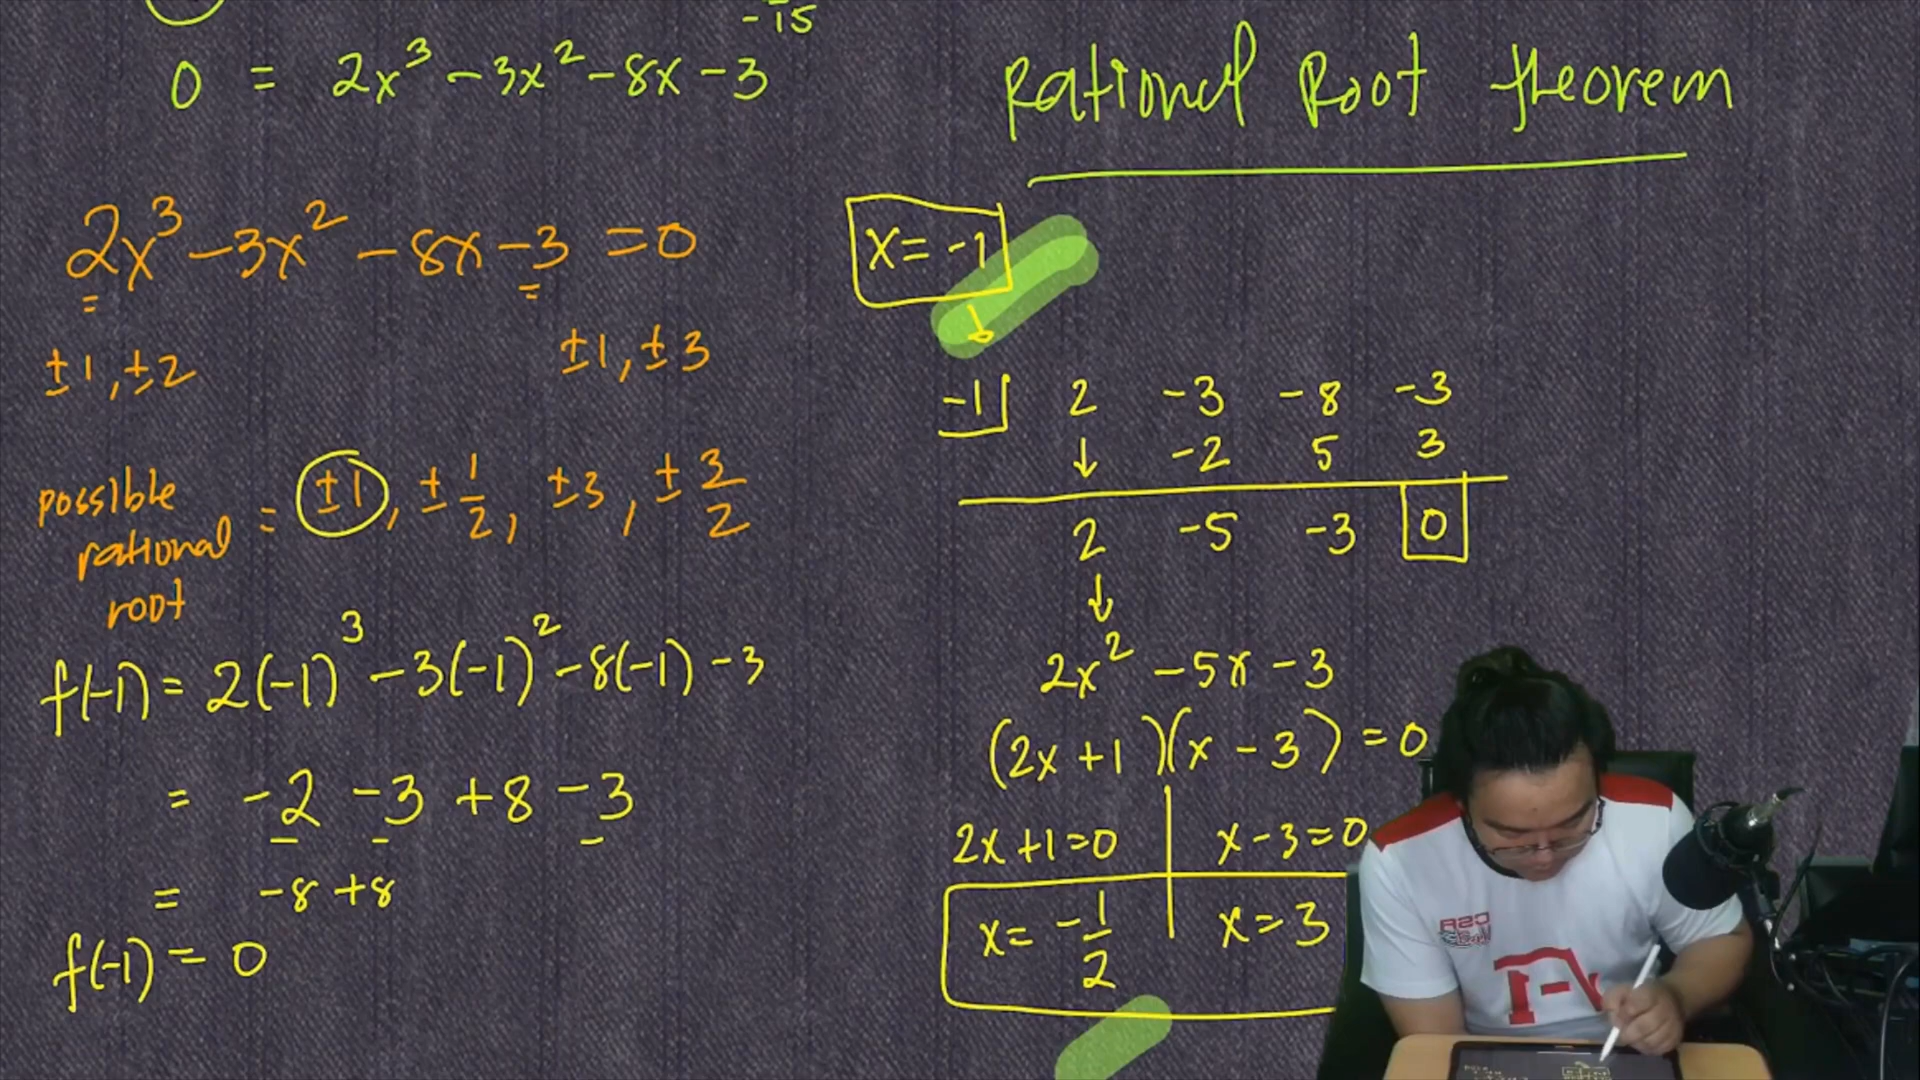 -15
0 = 2x³ - 3x² - 8x - 3
Rational Root theorem
2x³ - 3x² - 8x - 3 = 0
±1, ±2
±1, ±3
possible rational root = ±1, ±1/2, ±3, ±3/2
f(-1) = 2(-1)³ - 3(-1)² - 8(-1) - 3
= -2 - 3 + 8 - 3
= -8 + 8
f(-1) = 0
x = -1
-1 2 -3 -8 -3
↓ -2 5 3
2 -5 -3 0
↓
2x² - 5x - 3
(2x + 1)(x - 3) = 0
2x + 1 = 0 | x - 3 = 0
x = -1/2 | x = 3